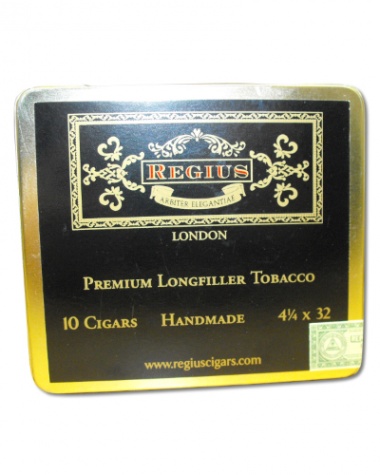 REGIUS
ARBITER ELEGANTIAE
LONDON
PREMIUM LONGFILLER TOBACCO
10 CIGARS HANDMADE 4¼ x 32
www.regiuscigars.com